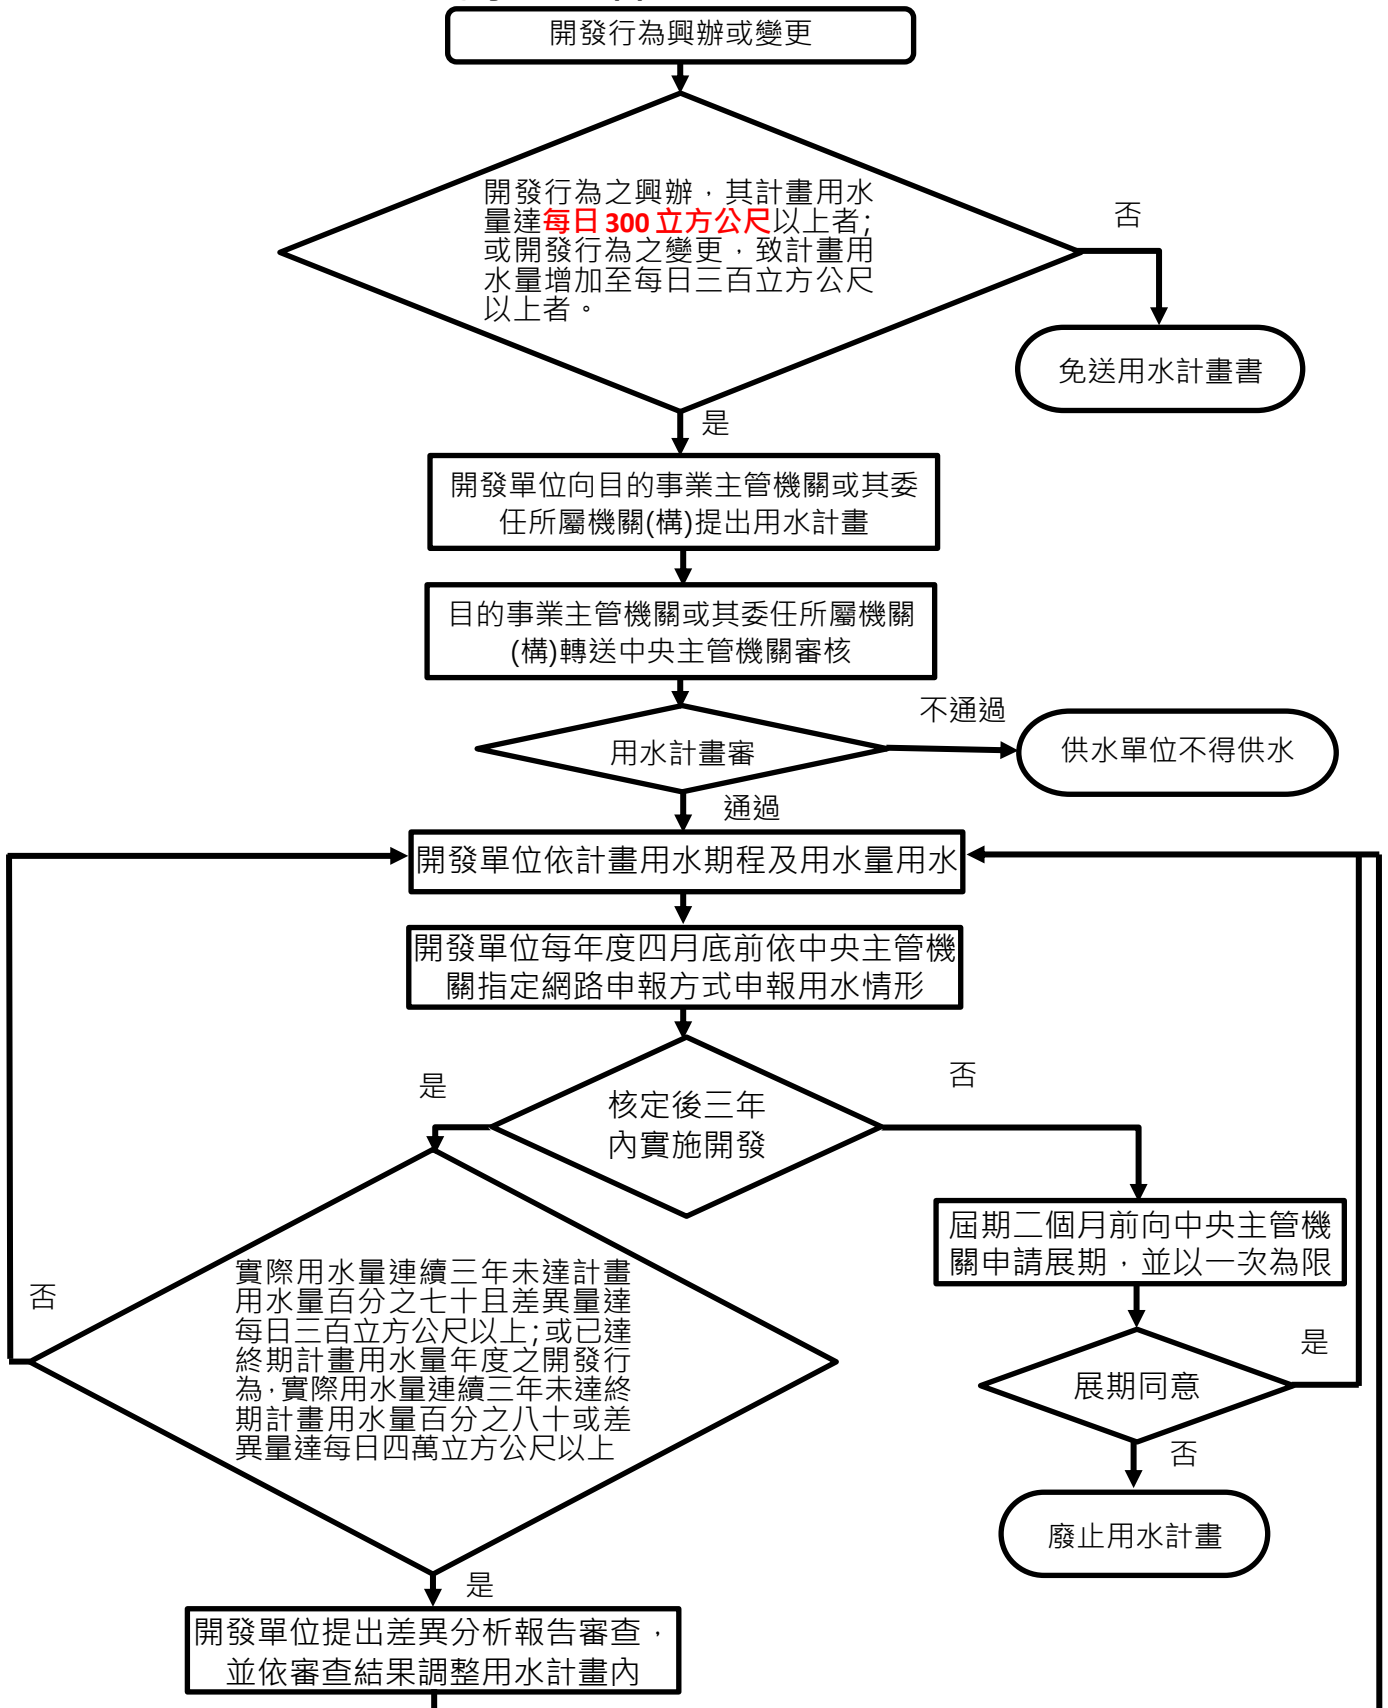 開發行為興辦或變更
開發行為之興辦，其計畫用水
量達每日300立方公尺以上者;
或開發行為之變更，致計畫用
水量增加至每日三百立方公尺
以上者。
否
免送用水計畫書
是
開發單位向目的事業主管機關或其委
任所屬機關(構)提出用水計畫
目的事業主管機關或其委任所屬機關
(構)轉送中央主管機關審核
不通過
用水計畫審
供水單位不得供水
通過
開發單位依計畫用水期程及用水量用水
開發單位每年度四月底前依中央主管機
關指定網路申報方式申報用水情形
是
否
核定後三年
內實施開發
屆期二個月前向中央主管機
關申請展期，並以一次為限
否
實際用水量連續三年未達計畫
用水量百分之七十且差異量達
每日三百立方公尺以上;或已達
終期計畫用水量年度之開發行
為，實際用水量連續三年未達終
期計畫用水量百分之八十或差
異量達每日四萬立方公尺以上
是
展期同意
否
廢止用水計畫
是
開發單位提出差異分析報告審查，
並依審查結果調整用水計畫內